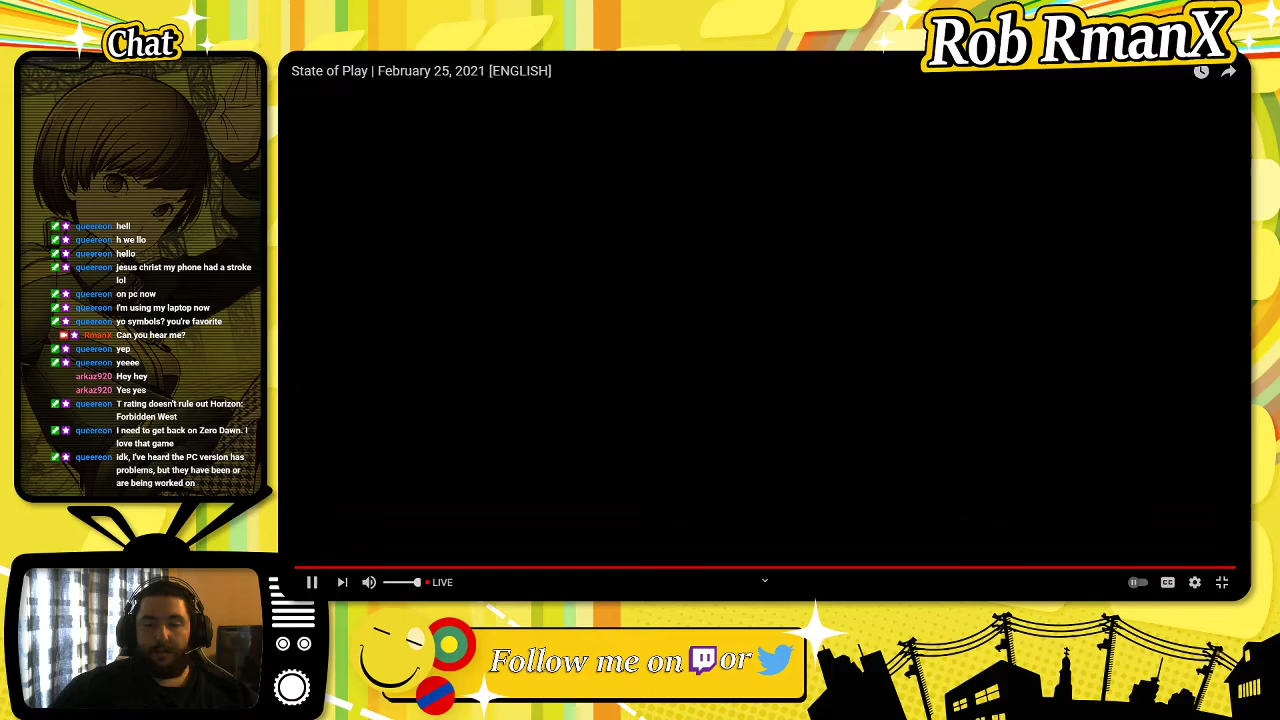 Chat
Rob RmanX
State of Play | February 25, 2021 [ENGLISH]
queereon hell
queereon h we llo
queereon hello
queereon jesus christ my phone had a stroke
lol
queereon on pc now
queereon I'm using my laptop now
queereon yo symbols? you're favorite
RmanX Can you hear me?
queereon yep
queereon yeeee
arkaz920 Hey hey
arkaz920 Yes yes
queereon T rating doesn't rule out Horizon:
Forbidden West
queereon I need to get back on Zero Dawn. I
love that game
queereon idk, I've heard the PC version has
problems, but they have been or
are being worked on
LIVE
CC
Follow me on or